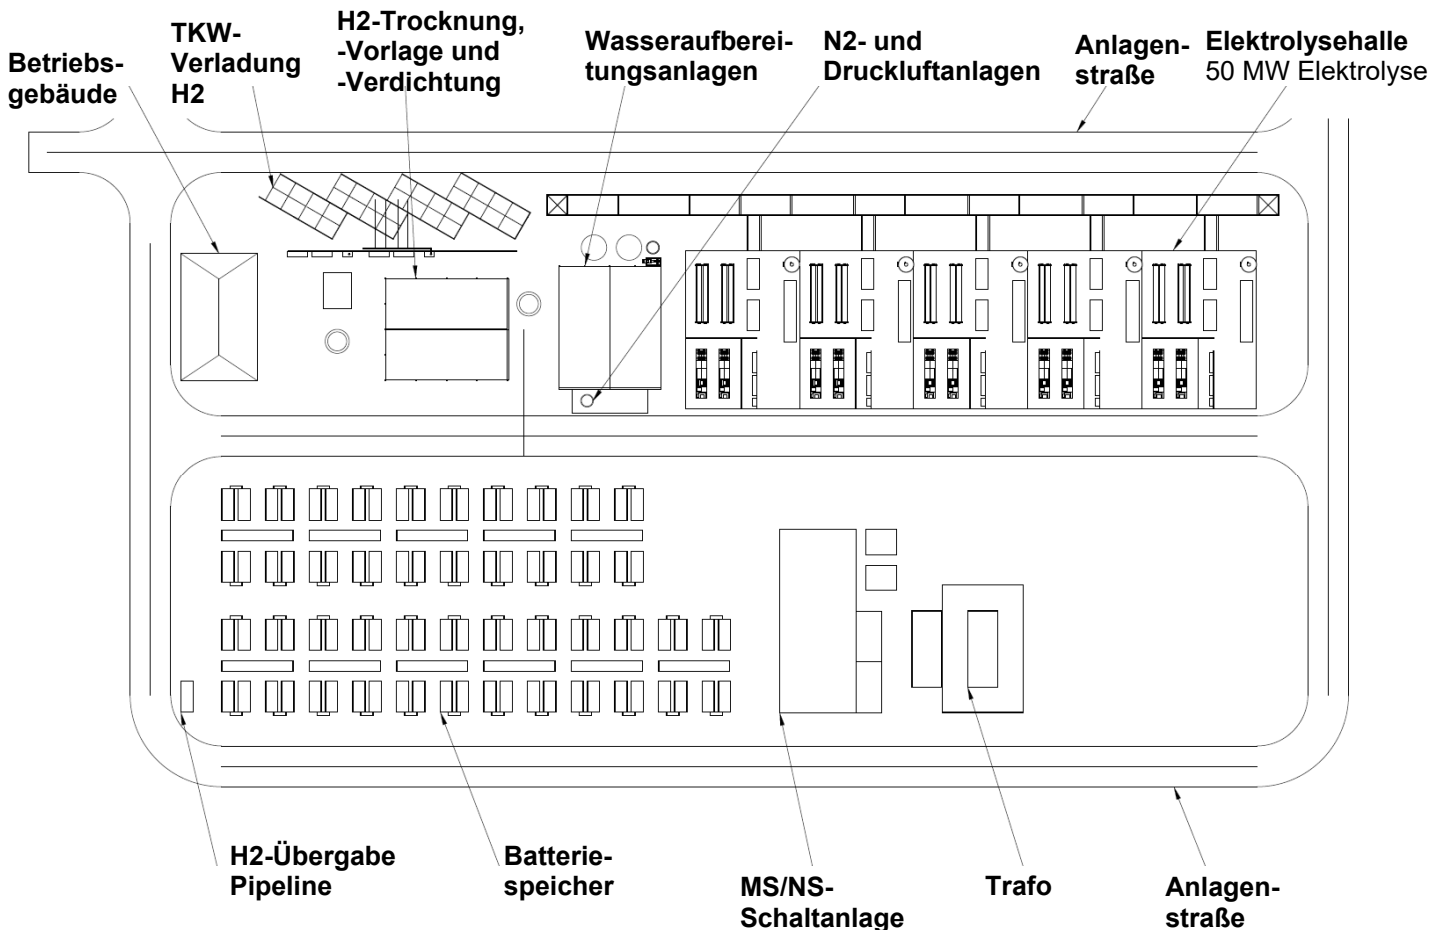 Betriebs-
gebäude
TKW-
Verladung
H2
H2-Trocknung,
-Vorlage und
-Verdichtung
Wasseraufberei-
tungsanlagen
N2- und
Druckluftanlagen
Anlagen-
straße
Elektrolysehalle
50 MW Elektrolyse
H2-Übergabe
Pipeline
Batterie-
speicher
MS/NS-
Schaltanlage
Trafo
Anlagen-
straße